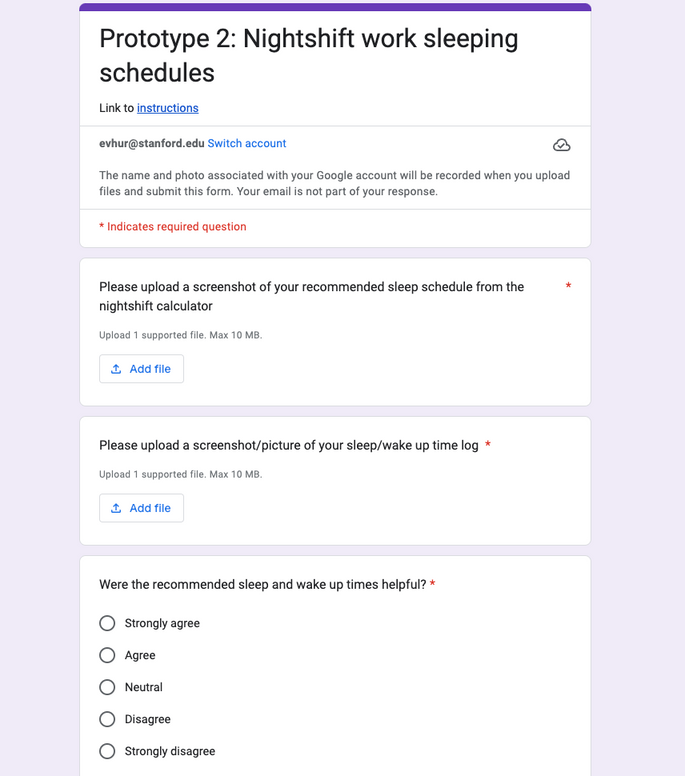 Prototype 2: Nightshift work sleeping
schedules
Link to instructions
evhur@stanford.edu Switch account
The name and photo associated with your Google account will be recorded when you upload
files and submit this form. Your email is not part of your response.
* Indicates required question
Please upload a screenshot of your recommended sleep schedule from the *
nightshift calculator
Upload 1 supported file. Max 10 MB.
Add file
Please upload a screenshot/picture of your sleep/wake up time log *
Upload 1 supported file. Max 10 MB.
Add file
Were the recommended sleep and wake up times helpful? *
Strongly agree
Agree
Neutral
Disagree
Strongly disagree